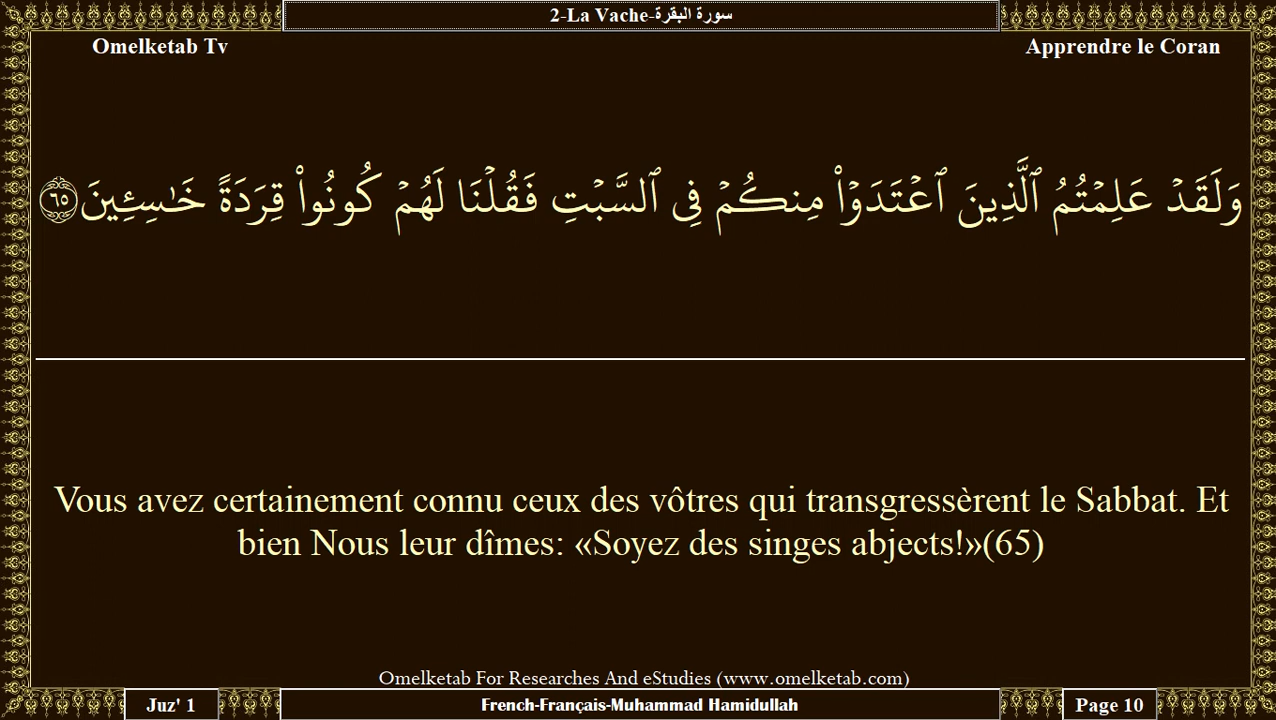 2-La Vache-سورة البقرة
Omelketab Tv
Apprendre le Coran
وَلَقَدْ عَلِمْتُمُ ٱلَّذِينَ ٱعْتَدَوْا۟ مِنكُمْ فِى ٱلسَّبْتِ فَقُلْنَا لَهُمْ كُونُوا۟ قِرَدَةً خَـٰسِـِٔينَ ٦٥
Vous avez certainement connu ceux des vôtres qui transgressèrent le Sabbat. Et
bien Nous leur dîmes: «Soyez des singes abjects!»(65)
Omelketab For Researches And eStudies (www.omelketab.com)
Juz' 1
French-Français-Muhammad Hamidullah
Page 10